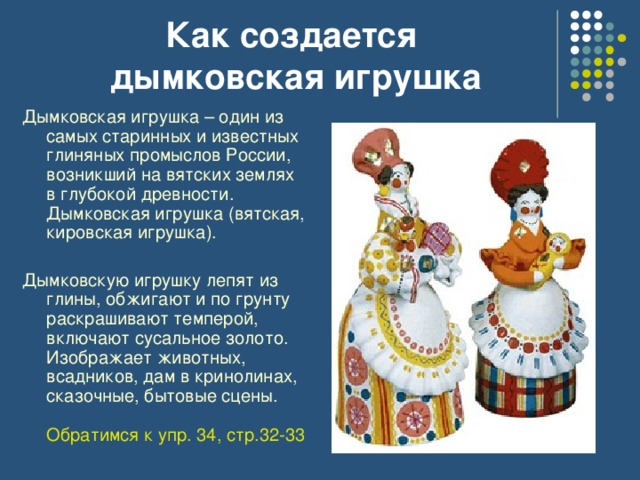 Как создается
дымковская игрушка
Дымковская игрушка – один из
самых старинных и известных
глиняных промыслов России,
возникший на вятских землях
в глубокой древности.
Дымковская игрушка (вятская,
кировская игрушка).
Дымковскую игрушку лепят из
глины, обжигают и по грунту
раскрашивают темперой,
включают сусальное золото.
Изображает животных,
всадников, дам в кринолинах,
сказочные, бытовые сцены.
Обратимся к упр. 34, стр.32-33